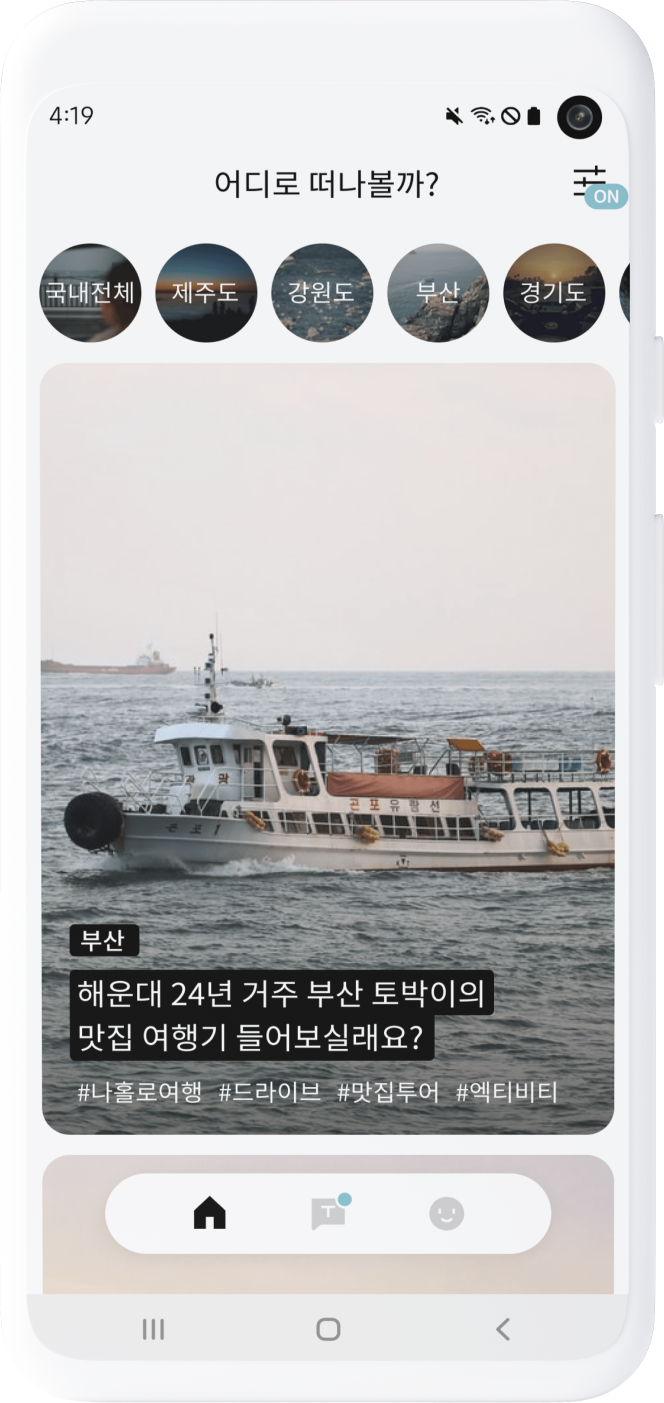 4:19
어디로 떠나볼까?
ON
국내전체 제주도 강원도 부산 경기도
곤포유람선
곤포1
부산
해운대 24년 거주 부산 토박이의
맛집 여행기 들어보실래요?
#나홀로여행 #드라이브 #맛집투어 #엑티비티
T